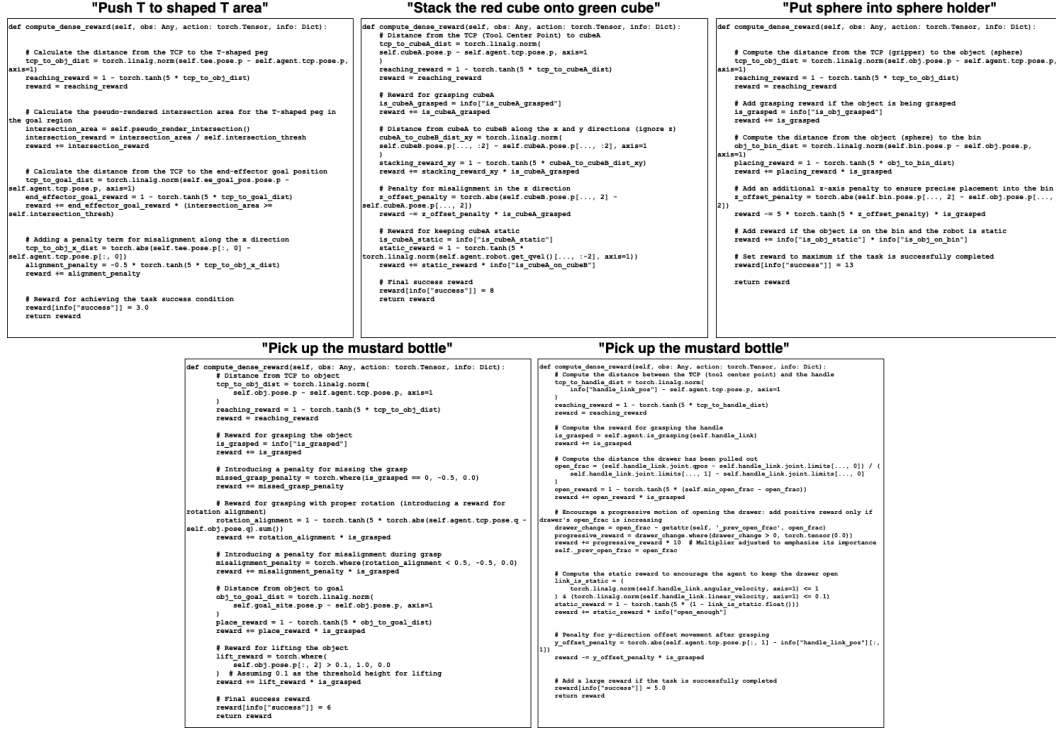 "Push T to shaped T area"
def compute_dense_reward(self, obs: Any, action: torch.Tensor, info: Dict):
# Calculate the distance from the TCP to the T-shaped peg
tcp_to_obj_dist = torch.linalg.norm(self.tee.pose.p - self.agent.tcp.pose.p,
axis=1)
reaching_reward = 1 - torch.tanh(5 * tcp_to_obj_dist)
reward = reaching_reward
# Calculate the pseudo-rendered intersection area for the T-shaped peg in
the goal region
intersection_area = self.pseudo_render_intersection()
intersection_reward = intersection_area / self.intersection_thresh
reward += intersection_reward
# Calculate the distance from the TCP to the end-effector goal position
tcp_to_goal_dist = torch.linalg.norm(self.ee_goal_pos.pose.p -
self.agent.tcp.pose.p, axis=1)
end_effector_goal_reward = 1 - torch.tanh(5 * tcp_to_goal_dist)
reward += end_effector_goal_reward * (intersection_area >=
self.intersection_thresh)
# Adding a penalty term for misalignment along the x direction
tcp_to_obj_x_dist = torch.abs(self.tee.pose.p[:, 0] -
self.agent.tcp.pose.p[:, 0])
alignment_penalty = -0.5 * torch.tanh(5 * tcp_to_obj_x_dist)
reward += alignment_penalty
# Reward for achieving the task success condition
reward[info["success"]] = 3.0
return reward
"Stack the red cube onto green cube"
def compute_dense_reward(self, obs: Any, action: torch.Tensor, info: Dict):
# Distance from the TCP (Tool Center Point) to cubeA
tcp_to_cubeA_dist = torch.linalg.norm(
self.cubeA.pose.p - self.agent.tcp.pose.p, axis=1
)
reaching_reward = 1 - torch.tanh(5 * tcp_to_cubeA_dist)
reward = reaching_reward
# Reward for grasping cubeA
is_cubeA_grasped = info["is_cubeA_grasped"]
reward += is_cubeA_grasped
# Distance from cubeA to cubeB along the x and y directions (ignore z)
cubeA_to_cubeB_dist_xy = torch.linalg.norm(
self.cubeB.pose.p[..., :2] - self.cubeA.pose.p[..., :2], axis=1
)
stacking_reward_xy = 1 - torch.tanh(5 * cubeA_to_cubeB_dist_xy)
reward += stacking_reward_xy * is_cubeA_grasped
# Penalty for misalignment in the z direction
z_offset_penalty = torch.abs(self.cubeB.pose.p[..., 2] -
self.cubeA.pose.p[..., 2])
reward -= z_offset_penalty * is_cubeA_grasped
# Reward for keeping cubeA static
is_cubeA_static = info["is_cubeA_static"]
static_reward = 1 - torch.tanh(5 *
torch.linalg.norm(self.agent.robot.get_qvel()[..., :-2], axis=1))
reward += static_reward * info["is_cubeA_on_cubeB"]
# Final success reward
reward[info["success"]] = 8
return reward
"Put sphere into sphere holder"
def compute_dense_reward(self, obs: Any, action: torch.Tensor, info: Dict):
# Compute the distance from the TCP (gripper) to the object (sphere)
tcp_to_obj_dist = torch.linalg.norm(self.obj.pose.p - self.agent.tcp.pose.p,
axis=1)
reaching_reward = 1 - torch.tanh(5 * tcp_to_obj_dist)
reward = reaching_reward
# Add grasping reward if the object is being grasped
is_grasped = info["is_obj_grasped"]
reward += is_grasped
# Compute the distance from the object (sphere) to the bin
obj_to_bin_dist = torch.linalg.norm(self.bin.pose.p - self.obj.pose.p,
axis=1)
placing_reward = 1 - torch.tanh(5 * obj_to_bin_dist)
reward += placing_reward * is_grasped
# Add an additional z-axis penalty to ensure precise placement into the bin
z_offset_penalty = torch.abs(self.bin.pose.p[..., 2] - self.obj.pose.p[...,
2])
reward -= 5 * torch.tanh(5 * z_offset_penalty) * is_grasped
# Add reward if the object is on the bin and the robot is static
reward += info["is_obj_static"] * info["is_obj_on_bin"]
# Set reward to maximum if the task is successfully completed
reward[info["success"]] = 13
return reward
"Pick up the mustard bottle"
def compute_dense_reward(self, obs: Any, action: torch.Tensor, info: Dict):
# Distance from TCP to object
tcp_to_obj_dist = torch.linalg.norm(
self.obj.pose.p - self.agent.tcp.pose.p, axis=1
)
reaching_reward = 1 - torch.tanh(5 * tcp_to_obj_dist)
reward = reaching_reward
# Reward for grasping the object
is_grasped = info["is_grasped"]
reward += is_grasped
# Introducing a penalty for missing the grasp
missed_grasp_penalty = torch.where(is_grasped == 0, -0.5, 0.0)
reward += missed_grasp_penalty
# Reward for grasping with proper rotation (introducing a reward for
rotation alignment)
rotation_alignment = 1 - torch.tanh(5 * torch.abs(self.agent.tcp.pose.q -
self.obj.pose.q).sum())
reward += rotation_alignment * is_grasped
# Introducing a penalty for misalignment during grasp
misalignment_penalty = torch.where(rotation_alignment < 0.5, -0.5, 0.0)
reward += misalignment_penalty * is_grasped
# Distance from object to goal
obj_to_goal_dist = torch.linalg.norm(
self.goal_site.pose.p - self.obj.pose.p, axis=1
)
place_reward = 1 - torch.tanh(5 * obj_to_goal_dist)
reward += place_reward * is_grasped
# Reward for lifting the object
lift_reward = torch.where(
self.obj.pose.p[:, 2] > 0.1, 1.0, 0.0
) # Assuming 0.1 as the threshold height for lifting
reward += lift_reward * is_grasped
# Final success reward
reward[info["success"]] = 6
return reward
"Pick up the mustard bottle"
def compute_dense_reward(self, obs: Any, action: torch.Tensor, info: Dict):
# Compute the distance between the TCP (tool center point) and the handle
tcp_to_handle_dist = torch.linalg.norm(
info["handle_link_pos"] - self.agent.tcp.pose.p, axis=1
)
reaching_reward = 1 - torch.tanh(5 * tcp_to_handle_dist)
reward = reaching_reward
# Compute the reward for grasping the handle
is_grasped = self.agent.is_grasping(self.handle_link)
reward += is_grasped
# Compute the distance the drawer has been pulled out
open_frac = (self.handle_link.joint.qpos - self.handle_link.joint.limits[..., 0]) / (
self.handle_link.joint.limits[..., 1] - self.handle_link.joint.limits[..., 0]
)
open_reward = 1 - torch.tanh(5 * (self.min_open_frac - open_frac))
reward += open_reward * is_grasped
# Encourage a progressive motion of opening the drawer: add positive reward only if
drawer's open_frac is increasing
drawer_change = open_frac - getattr(self, '_prev_open_frac', open_frac)
progressive_reward = drawer_change.where(drawer_change > 0, torch.tensor(0.0))
reward += progressive_reward * 10 # Multiplier adjusted to emphasize its importance
self._prev_open_frac = open_frac
# Compute the static reward to encourage the agent to keep the drawer open
link_is_static = (
torch.linalg.norm(self.handle_link.angular_velocity, axis=1) <= 1
) & (torch.linalg.norm(self.handle_link.linear_velocity, axis=1) <= 0.1)
static_reward = 1 - torch.tanh(5 * (1 - link_is_static.float()))
reward += static_reward * info["open_enough"]
# Penalty for y-direction offset movement after grasping
y_offset_penalty = torch.abs(self.agent.tcp.pose.p[:, 1] - info["handle_link_pos"][:,
1])
reward -= y_offset_penalty * is_grasped
# Add a large reward if the task is successfully completed
reward[info["success"]] = 5.0
return reward